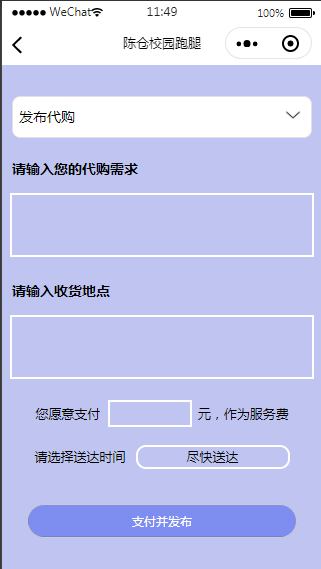 WeChat 11:49 100%
陈仓校园跑腿
发布代购
请输入您的代购需求
请输入收货地点
您愿意支付 元，作为服务费
请选择送达时间 尽快送达
支付并发布